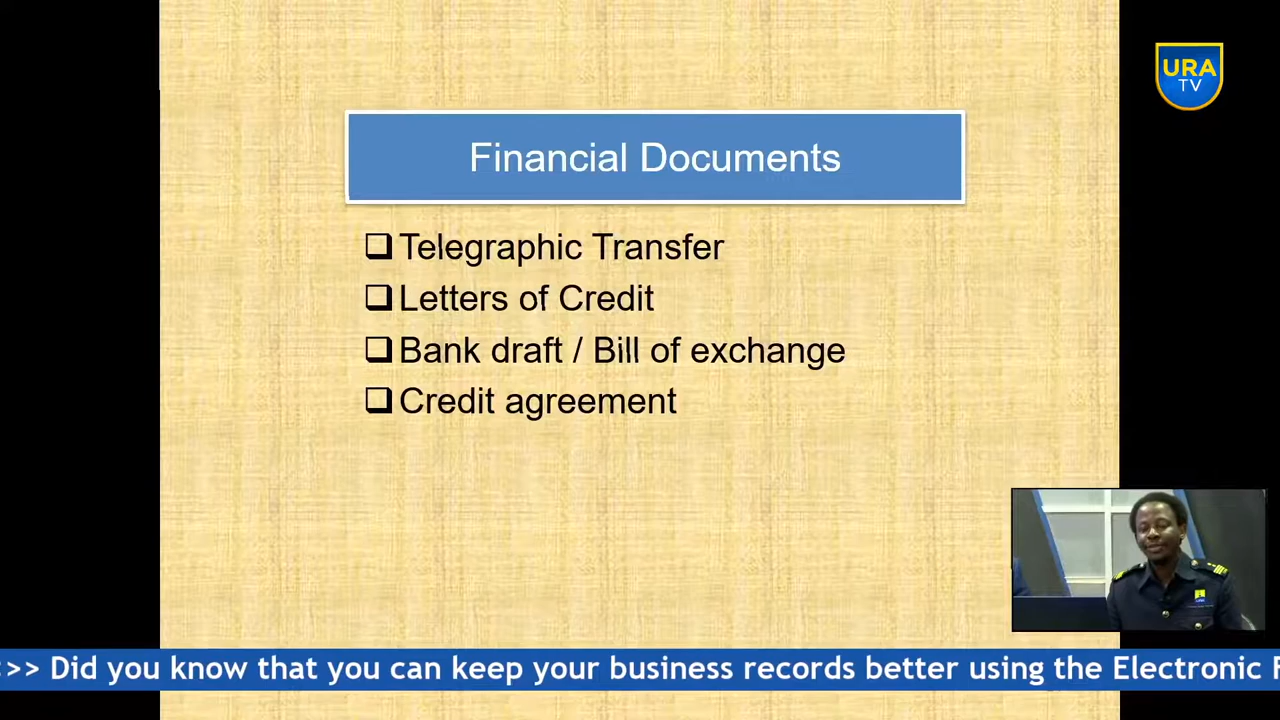 URA
TV
Financial Documents
Telegraphic Transfer
Letters of Credit
Bank draft / Bill of exchange
Credit agreement
>> Did you know that you can keep your business records better using the Electronic